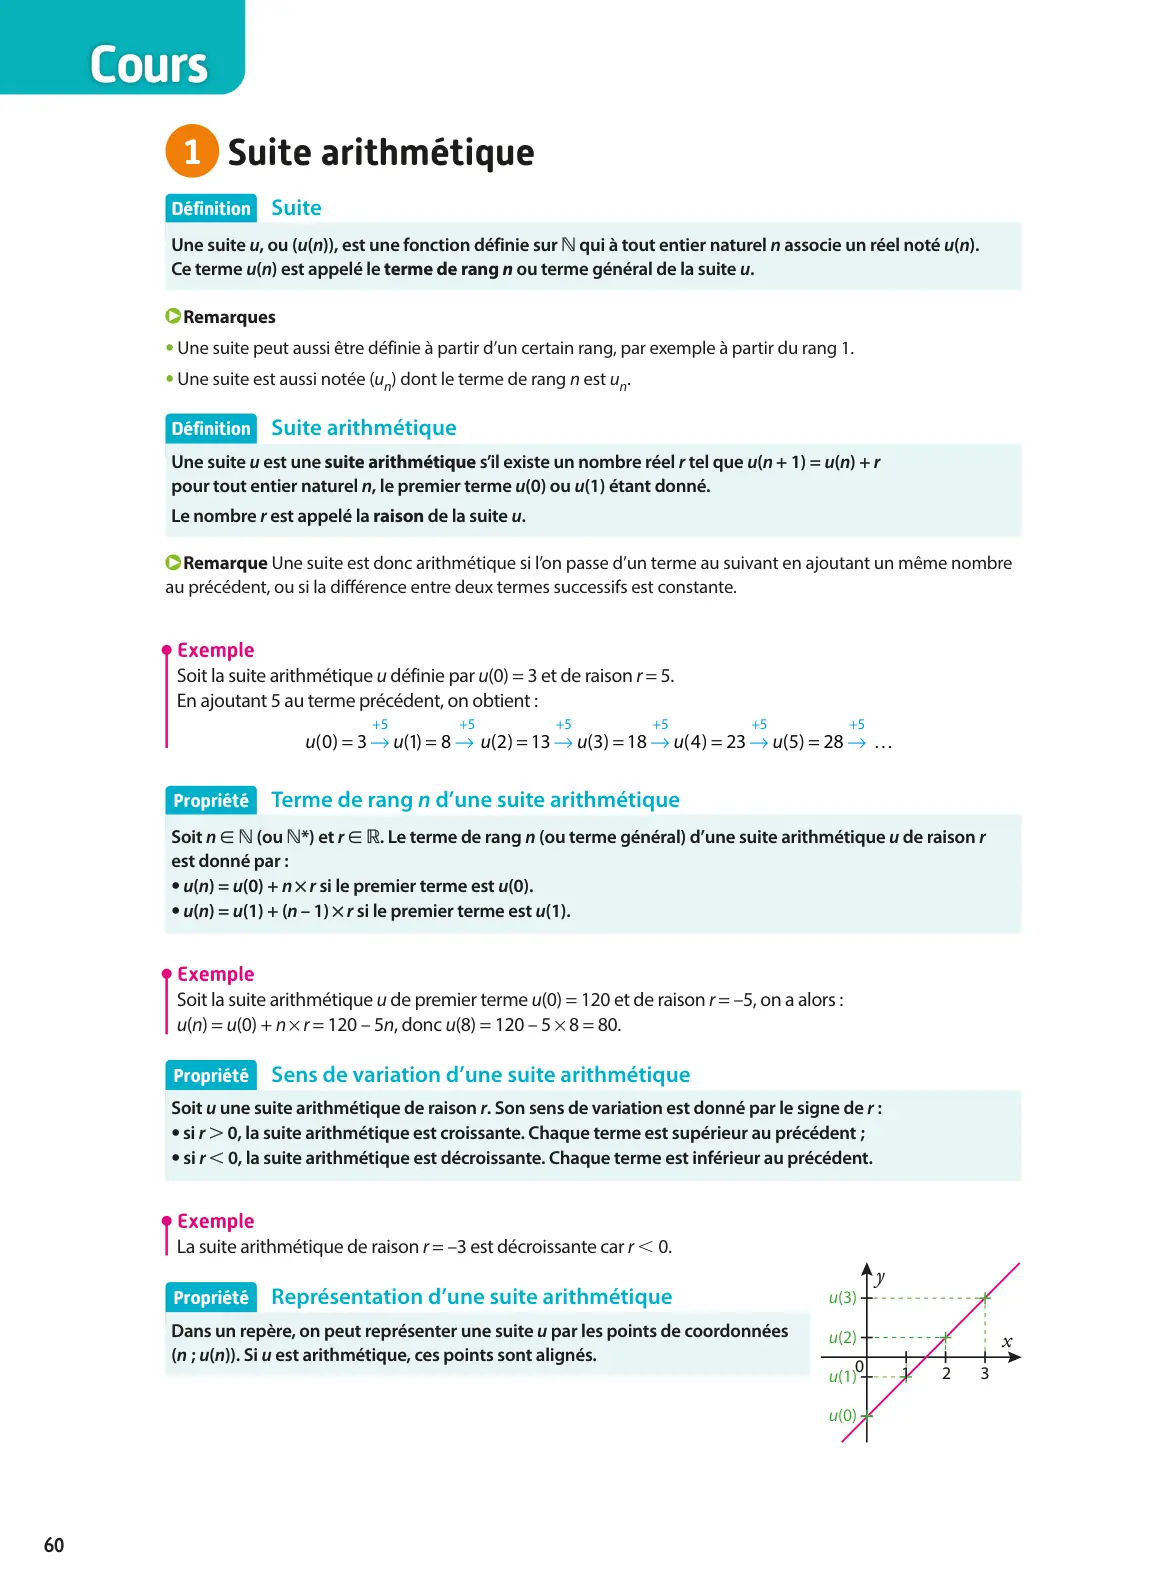 Cours
1 Suite arithmétique
Définition Suite
Une suite u, ou (u(n)), est une fonction définie sur ℕ qui à tout entier naturel n associe un réel noté u(n).
Ce terme u(n) est appelé le terme de rang n ou terme général de la suite u.
Remarques
• Une suite peut aussi être définie à partir d’un certain rang, par exemple à partir du rang 1.
• Une suite est aussi notée (uₙ) dont le terme de rang n est uₙ.
Définition Suite arithmétique
Une suite u est une suite arithmétique s’il existe un nombre réel r tel que u(n + 1) = u(n) + r
pour tout entier naturel n, le premier terme u(0) ou u(1) étant donné.
Le nombre r est appelé la raison de la suite u.
Remarque Une suite est donc arithmétique si l’on passe d’un terme au suivant en ajoutant un même nombre
au précédent, ou si la différence entre deux termes successifs est constante.
Exemple
Soit la suite arithmétique u définie par u(0) = 3 et de raison r = 5.
En ajoutant 5 au terme précédent, on obtient :
+5 +5 +5 +5 +5 +5
u(0) = 3 → u(1) = 8 → u(2) = 13 → u(3) = 18 → u(4) = 23 → u(5) = 28 → …
Propriété Terme de rang n d’une suite arithmétique
Soit n ∈ ℕ (ou ℕ*) et r ∈ ℝ. Le terme de rang n (ou terme général) d’une suite arithmétique u de raison r
est donné par :
• u(n) = u(0) + n × r si le premier terme est u(0).
• u(n) = u(1) + (n – 1) × r si le premier terme est u(1).
Exemple
Soit la suite arithmétique u de premier terme u(0) = 120 et de raison r = –5, on a alors :
u(n) = u(0) + n × r = 120 – 5n, donc u(8) = 120 – 5 × 8 = 80.
Propriété Sens de variation d’une suite arithmétique
Soit u une suite arithmétique de raison r. Son sens de variation est donné par le signe de r :
• si r > 0, la suite arithmétique est croissante. Chaque terme est supérieur au précédent ;
• si r < 0, la suite arithmétique est décroissante. Chaque terme est inférieur au précédent.
Exemple
La suite arithmétique de raison r = –3 est décroissante car r < 0.
Propriété Représentation d’une suite arithmétique
Dans un repère, on peut représenter une suite u par les points de coordonnées
(n ; u(n)). Si u est arithmétique, ces points sont alignés.
y
u(3)
u(2)
x
0 1 2 3
u(1)
u(0)
60